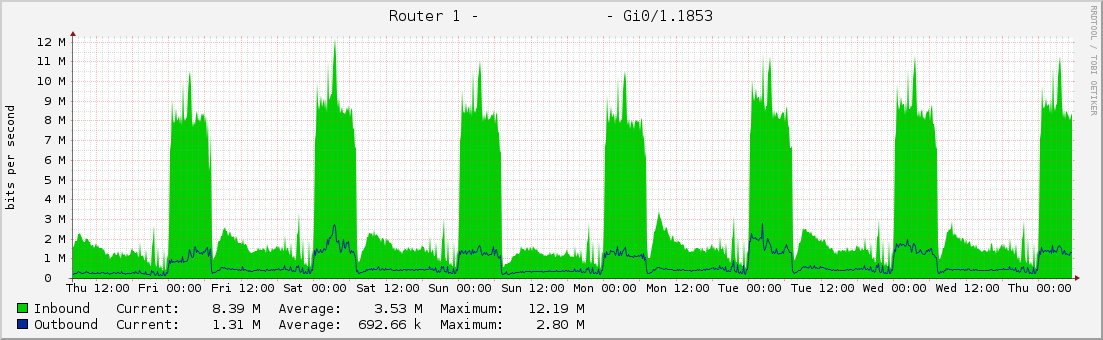 Router 1 - - Gi0/1.1853
RRDTOOL / TOBI OETIKER
bits per second
12 M
11 M
10 M
9 M
8 M
7 M
6 M
5 M
4 M
3 M
2 M
1 M
0
Thu 12:00 Fri 00:00 Fri 12:00 Sat 00:00 Sat 12:00 Sun 00:00 Sun 12:00 Mon 00:00 Mon 12:00 Tue 00:00 Tue 12:00 Wed 00:00 Wed 12:00 Thu 00:00
Inbound Current: 8.39 M Average: 3.53 M Maximum: 12.19 M
Outbound Current: 1.31 M Average: 692.66 k Maximum: 2.80 M